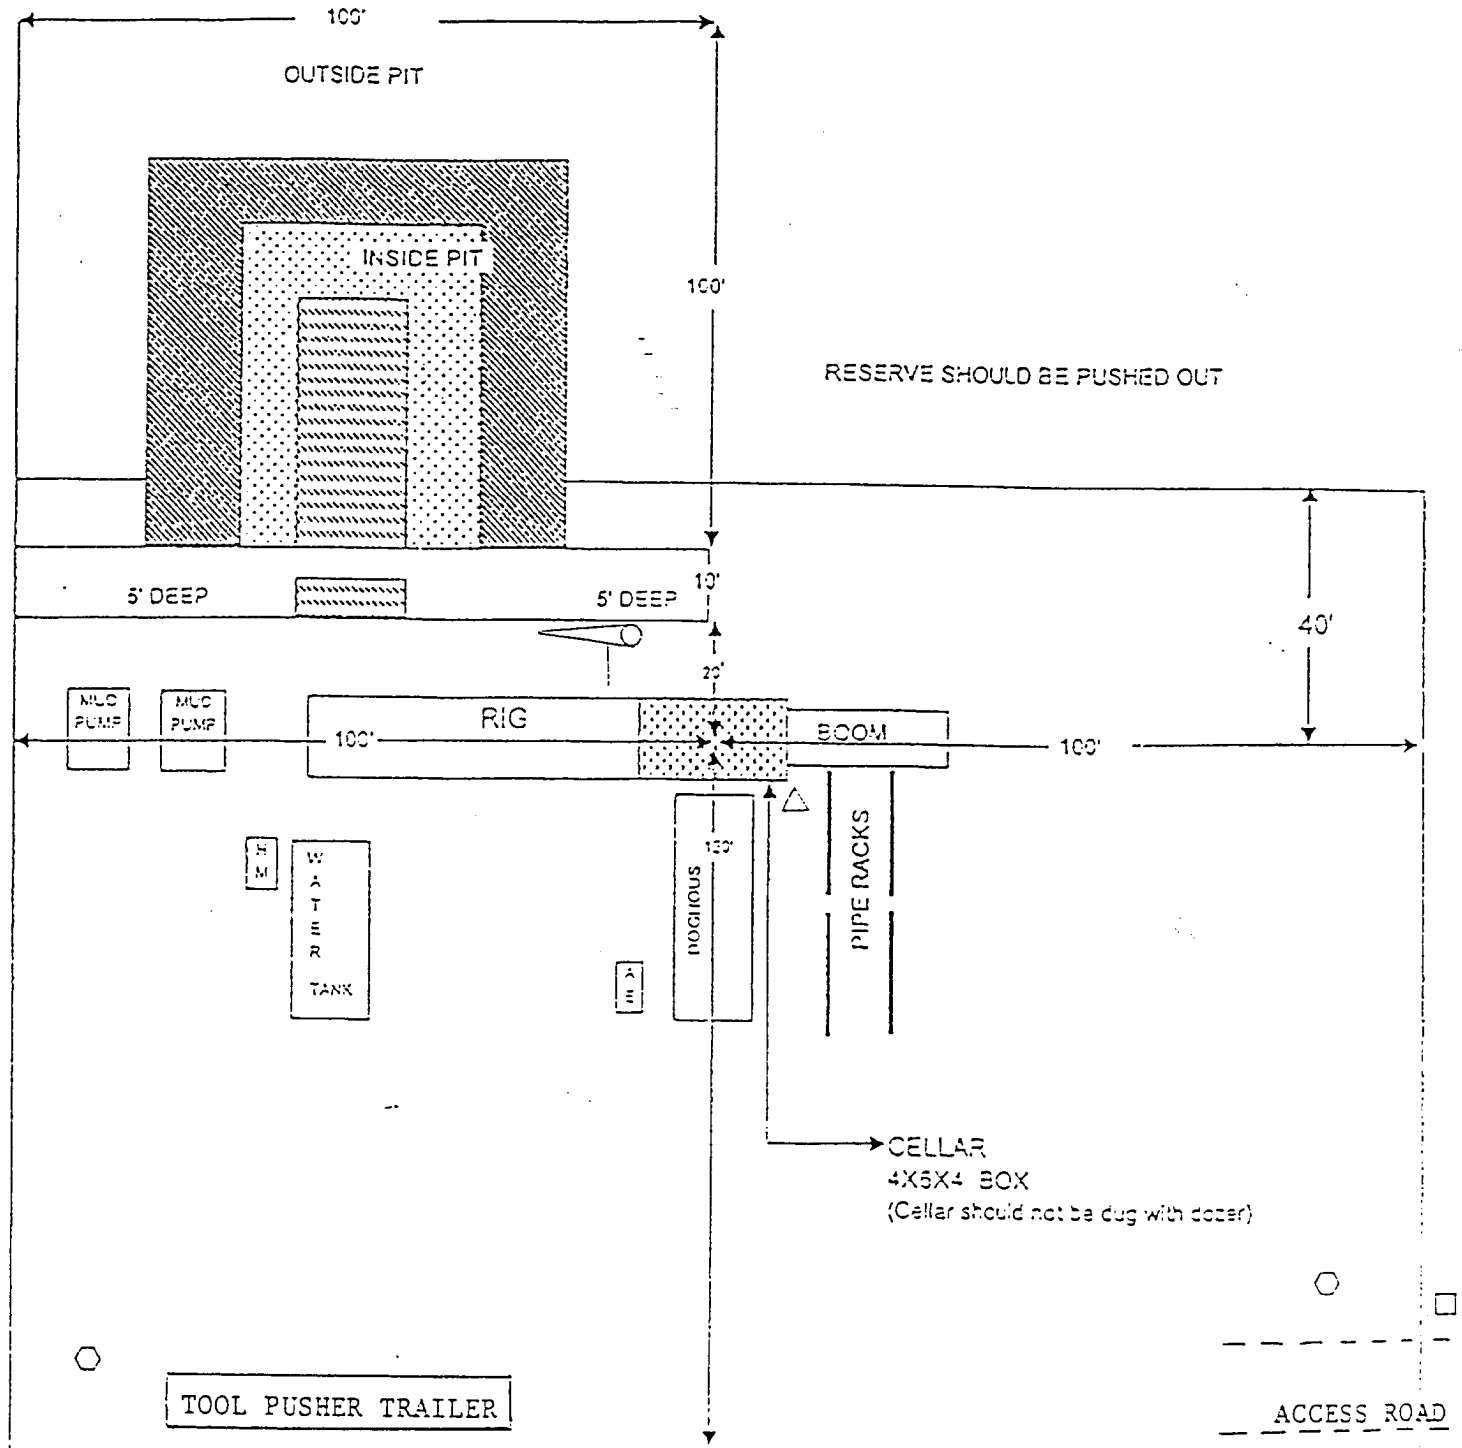 100'
OUTSIDE PIT
INSIDE PIT
100'
RESERVE SHOULD BE PUSHED OUT
10'
5' DEEP
5' DEEP
40'
20'
MUD
PUMP
MUD
PUMP
RIG
BOOM
100'
100'
WATER
TANK
DOGHOUS
PIPE RACKS
CELLAR
BOX
(Cellar should not be dug with dozer)
TOOL PUSHER TRAILER
ACCESS ROAD